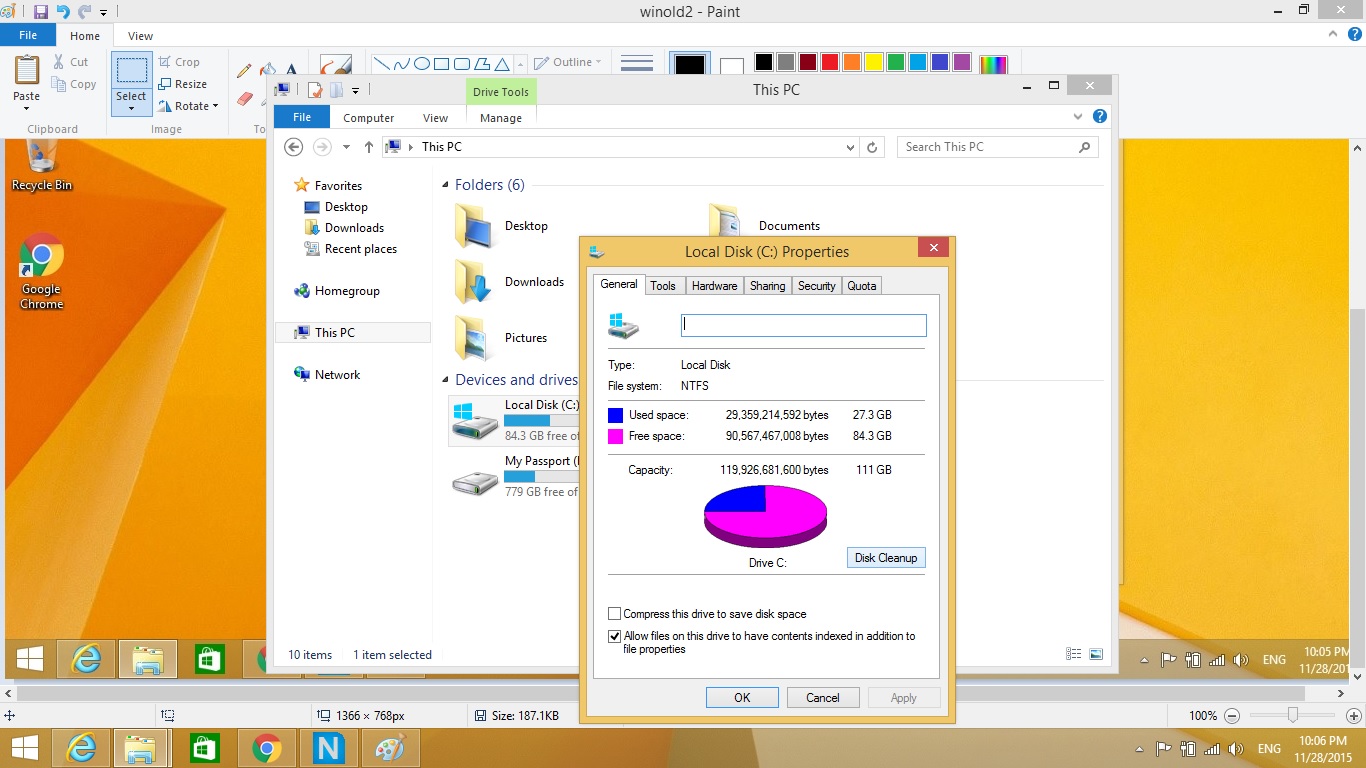 winold2 - Paint
File Home View
Paste
Cut
Copy
Clipboard
Select
Crop
Resize
Rotate
Image
A
Outline
Drive Tools
This PC
File Computer View Manage
This PC
Search This PC
Recycle Bin
Google
Chrome
Favorites
Desktop
Downloads
Recent places
Homegroup
This PC
Network
Folders (6)
Desktop
Documents
Downloads
Pictures
Devices and drives
Local Disk (C:)
84.3 GB free of
My Passport (
779 GB free of
10 items 1 item selected
Local Disk (C:) Properties
General Tools Hardware Sharing Security Quota
Type: Local Disk
File system: NTFS
Used space: 29,359,214,592 bytes 27.3 GB
Free space: 90,567,467,008 bytes 84.3 GB
Capacity: 119,926,681,600 bytes 111 GB
Drive C:
Disk Cleanup
Compress this drive to save disk space
Allow files on this drive to have contents indexed in addition to
file properties
OK Cancel Apply
ENG
10:05 PM
11/28/201
1366 × 768px
Size: 187.1KB
100%
N
ENG
10:06 PM
11/28/2015